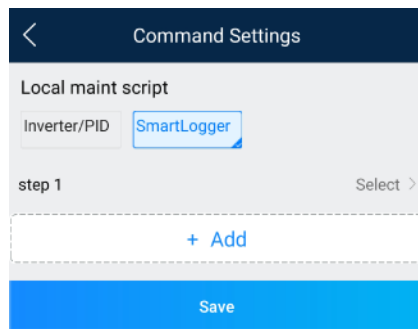 Command Settings
Local maint script
Inverter/PID SmartLogger
step 1 Select
+ Add
Save